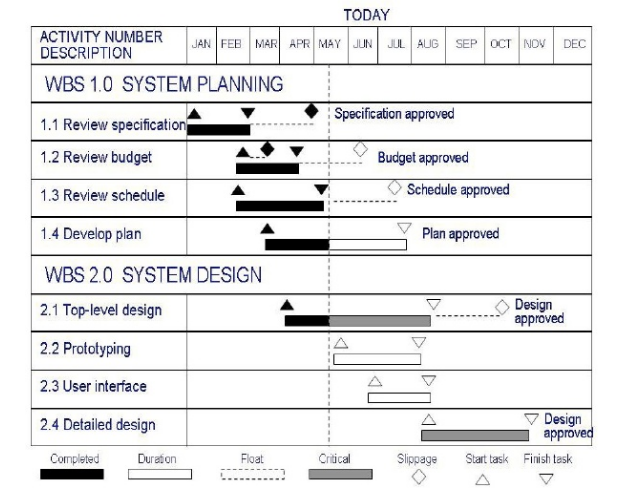 TODAY
ACTIVITY NUMBER
DESCRIPTION
JAN FEB MAR APR MAY JUN JUL AUG SEP OCT NOV DEC
WBS 1.0 SYSTEM PLANNING
1.1 Review specification
Specification approved
1.2 Review budget
Budget approved
1.3 Review schedule
Schedule approved
1.4 Develop plan
Plan approved
WBS 2.0 SYSTEM DESIGN
2.1 Top-level design
Design
approved
2.2 Prototyping
2.3 User interface
2.4 Detailed design
Design
approved
Completed Duration Float Critical Slippage Start task Finish task